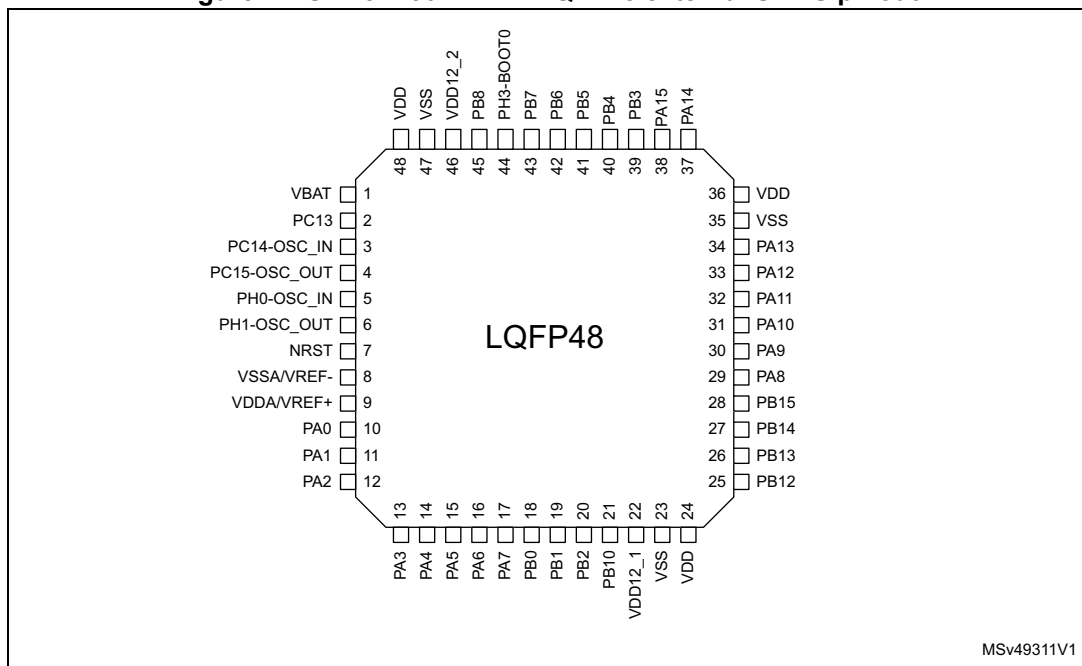 VDD
VSS
VDD12_2
PB8
PH3-BOOT0
PB7
PB6
PB5
PB4
PB3
PA15
PA14
48
47
46
45
44
43
42
41
40
39
38
37
VBAT 1
PC13 2
PC14-OSC_IN 3
PC15-OSC_OUT 4
PH0-OSC_IN 5
PH1-OSC_OUT 6
NRST 7
VSSA/VREF- 8
VDDA/VREF+ 9
PA0 10
PA1 11
PA2 12
LQFP48
36 VDD
35 VSS
34 PA13
33 PA12
32 PA11
31 PA10
30 PA9
29 PA8
28 PB15
27 PB14
26 PB13
25 PB12
13
14
15
16
17
18
19
20
21
22
23
24
PA3
PA4
PA5
PA6
PA7
PB0
PB1
PB2
PB10
VDD12_1
VSS
VDD
MSv49311V1